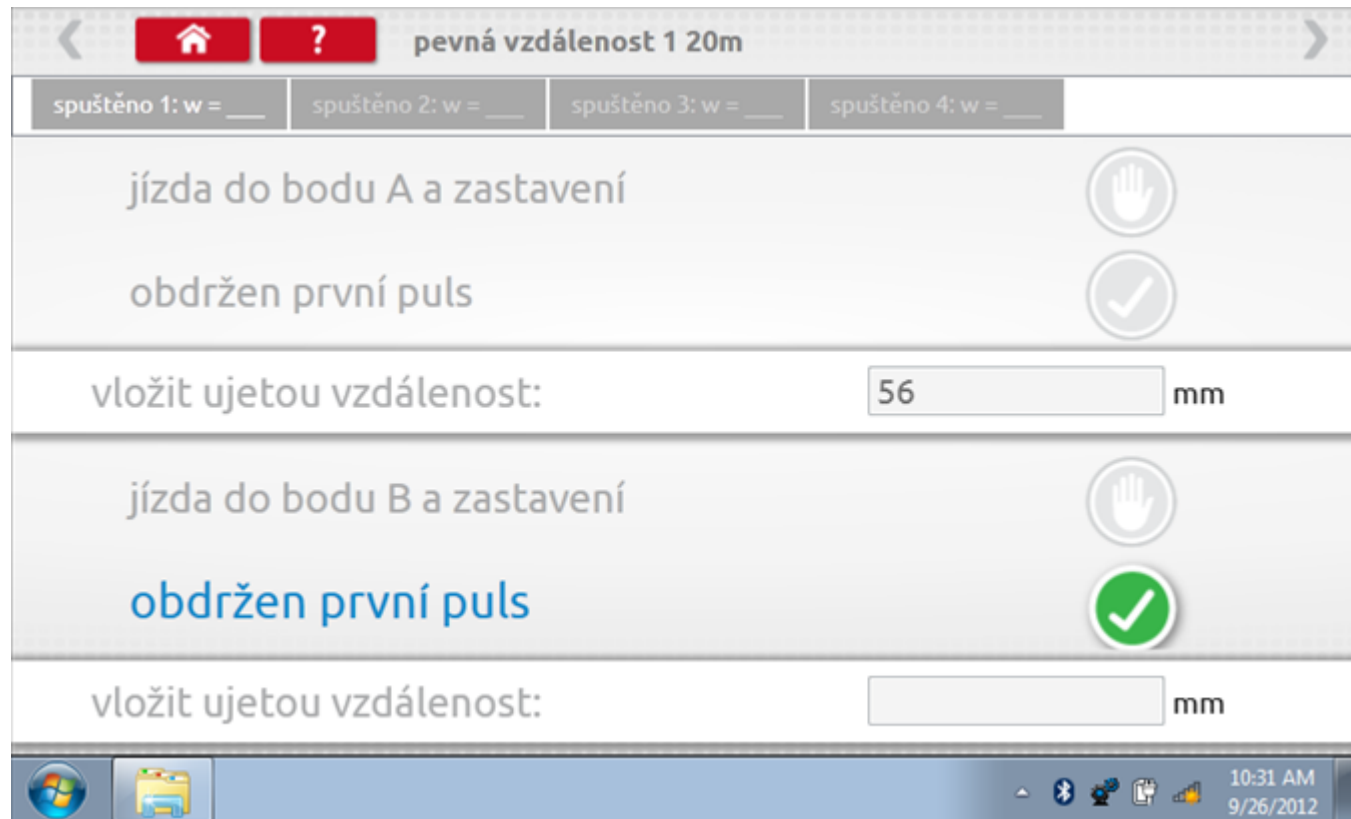 ? pevná vzdálenost 1 20m
spuštěno 1: w = ___ spuštěno 2: w = ___ spuštěno 3: w = ___ spuštěno 4: w = ___
jízda do bodu A a zastavení
obdržen první puls
vložit ujetou vzdálenost: 56 mm
jízda do bodu B a zastavení
obdržen první puls
vložit ujetou vzdálenost: mm
10:31 AM
9/26/2012